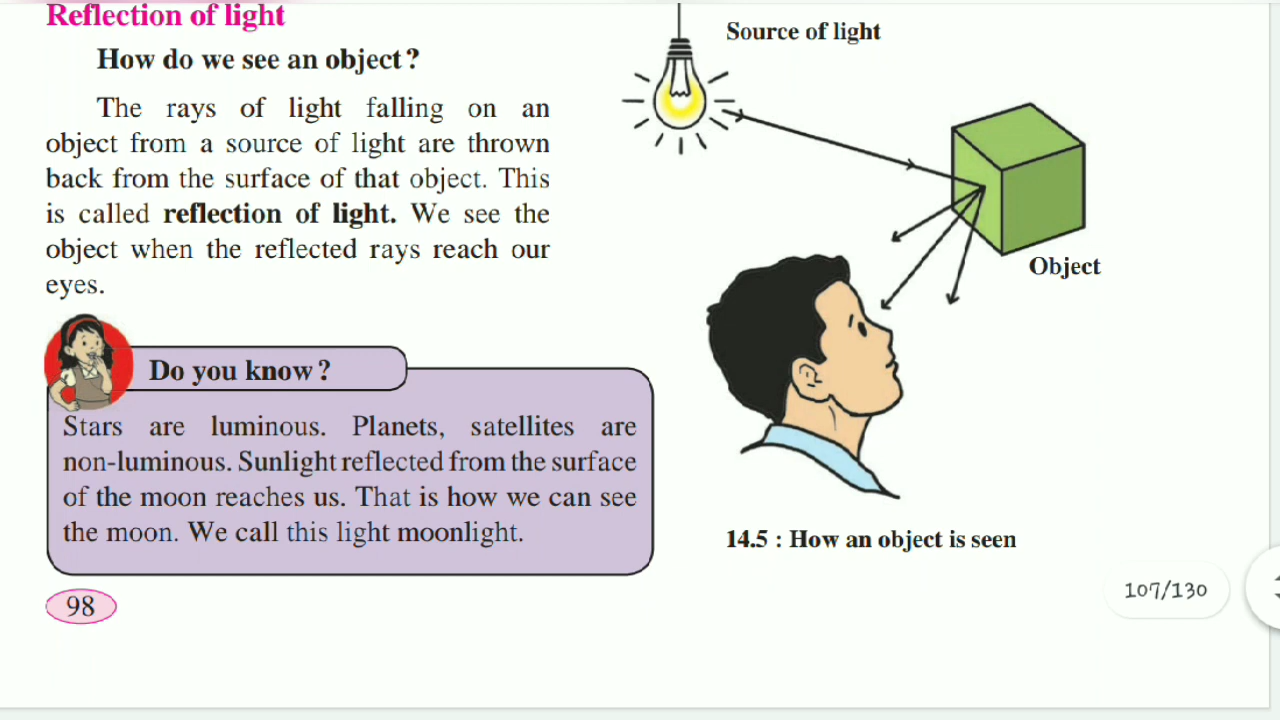 Reflection of light
How do we see an object?
The rays of light falling on an
object from a source of light are thrown
back from the surface of that object. This
is called reflection of light. We see the
object when the reflected rays reach our
eyes.
Do you know?
Stars are luminous. Planets, satellites are
non-luminous. Sunlight reflected from the surface
of the moon reaches us. That is how we can see
the moon. We call this light moonlight.
98
Source of light
Object
14.5 : How an object is seen
107/130